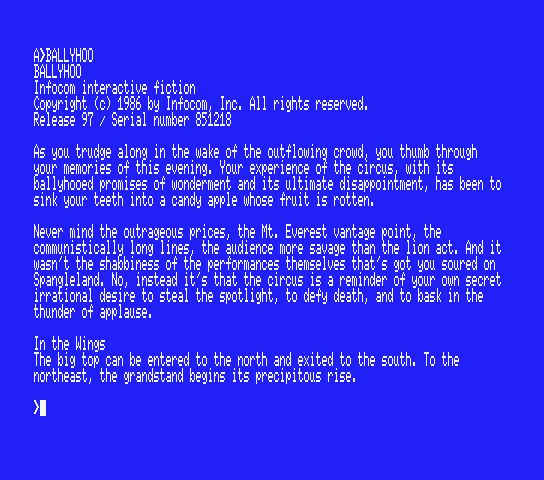 A>BALLYHOO
BALLYHOO
Infocom interactive fiction
Copyright (c) 1986 by Infocom, Inc. All rights reserved.
Release 97 / Serial number 851218
As you trudge along in the wake of the outflowing crowd, you thumb through
your memories of this evening. Your experience of the circus, with its
ballyhooed promises of wonderment and its ultimate disappointment, has been to
sink your teeth into a candy apple whose fruit is rotten.
Never mind the outrageous prices, the Mt. Everest vantage point, the
communistically long lines, the audience more savage than the lion act. And it
wasn't the shabbiness of the performances themselves that's got you soured on
Spangleland. No, instead it's that the circus is a reminder of your own secret
irrational desire to steal the spotlight, to defy death, and to bask in the
thunder of applause.
In the Wings
The big top can be entered to the north and exited to the south. To the
northeast, the grandstand begins its precipitous rise.
>